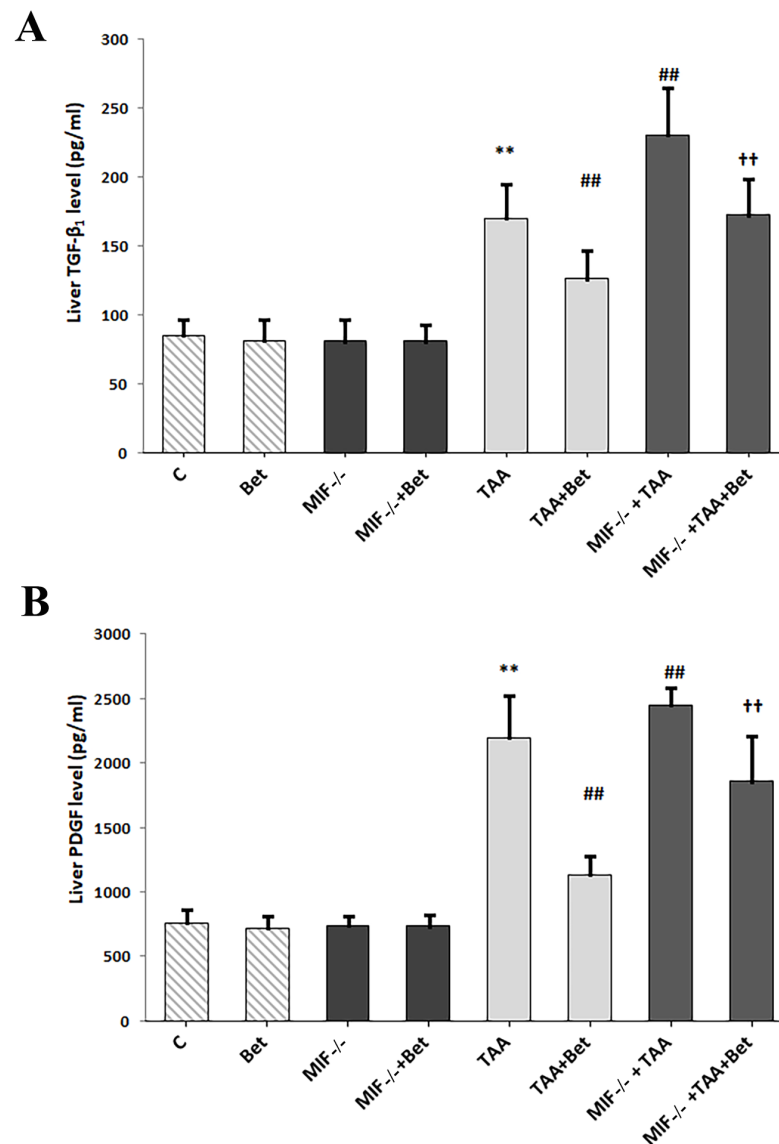 A
Liver TGF-β₁ level (pg/ml)
300
250
200
150
100
50
0
**
##
##
††
C
Bet
MIF-/-
MIF-/-+Bet
TAA
TAA+Bet
MIF-/- +TAA
MIF-/- +TAA+Bet
B
Liver PDGF level (pg/ml)
3000
2500
2000
1500
1000
500
0
**
##
##
††
C
Bet
MIF-/-
MIF-/-+Bet
TAA
TAA+Bet
MIF-/- +TAA
MIF-/- +TAA+Bet